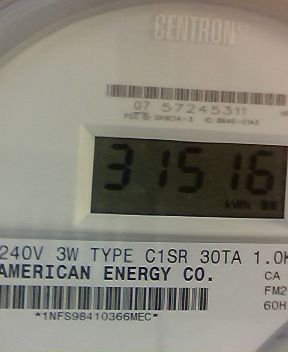 CENTRON®
07 57245311
31516
kWh
240V 3W TYPE C1SR 30TA 1.0K
AMERICAN ENERGY CO.
CA
FM2
60H
*1NFS98410366MEC*